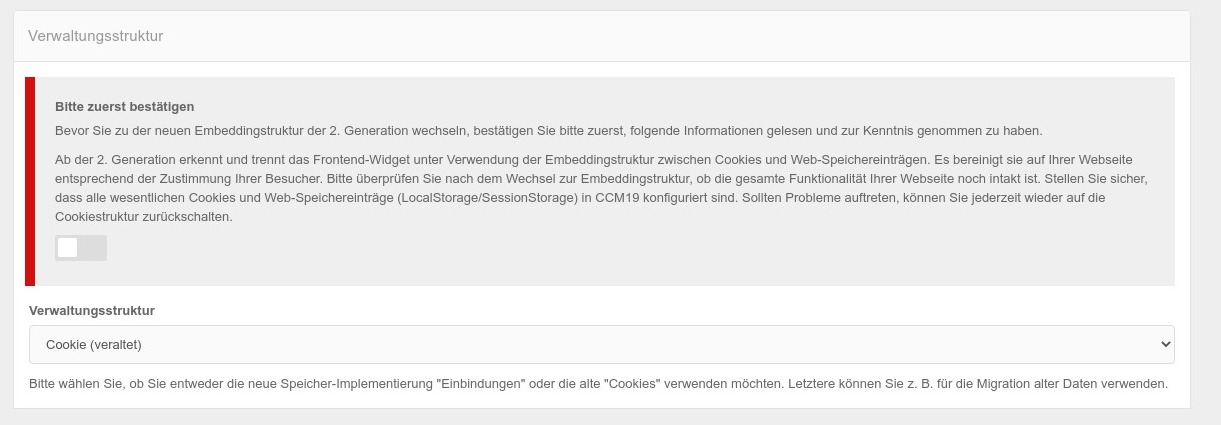 Verwaltungsstruktur
Bitte zuerst bestätigen
Bevor Sie zu der neuen Embeddingstruktur der 2. Generation wechseln, bestätigen Sie bitte zuerst, folgende Informationen gelesen und zur Kenntnis genommen zu haben.
Ab der 2. Generation erkennt und trennt das Frontend-Widget unter Verwendung der Embeddingstruktur zwischen Cookies und Web-Speichereinträgen. Es bereinigt sie auf Ihrer Webseite
entsprechend der Zustimmung Ihrer Besucher. Bitte überprüfen Sie nach dem Wechsel zur Embeddingstruktur, ob die gesamte Funktionalität Ihrer Webseite noch intakt ist. Stellen Sie sicher,
dass alle wesentlichen Cookies und Web-Speichereinträge (LocalStorage/SessionStorage) in CCM19 konfiguriert sind. Sollten Probleme auftreten, können Sie jederzeit wieder auf die
Cookiestruktur zurückschalten.
Verwaltungsstruktur
Cookie (veraltet)
Bitte wählen Sie, ob Sie entweder die neue Speicher-Implementierung "Einbindungen" oder die alte "Cookies" verwenden möchten. Letztere können Sie z. B. für die Migration alter Daten verwenden.